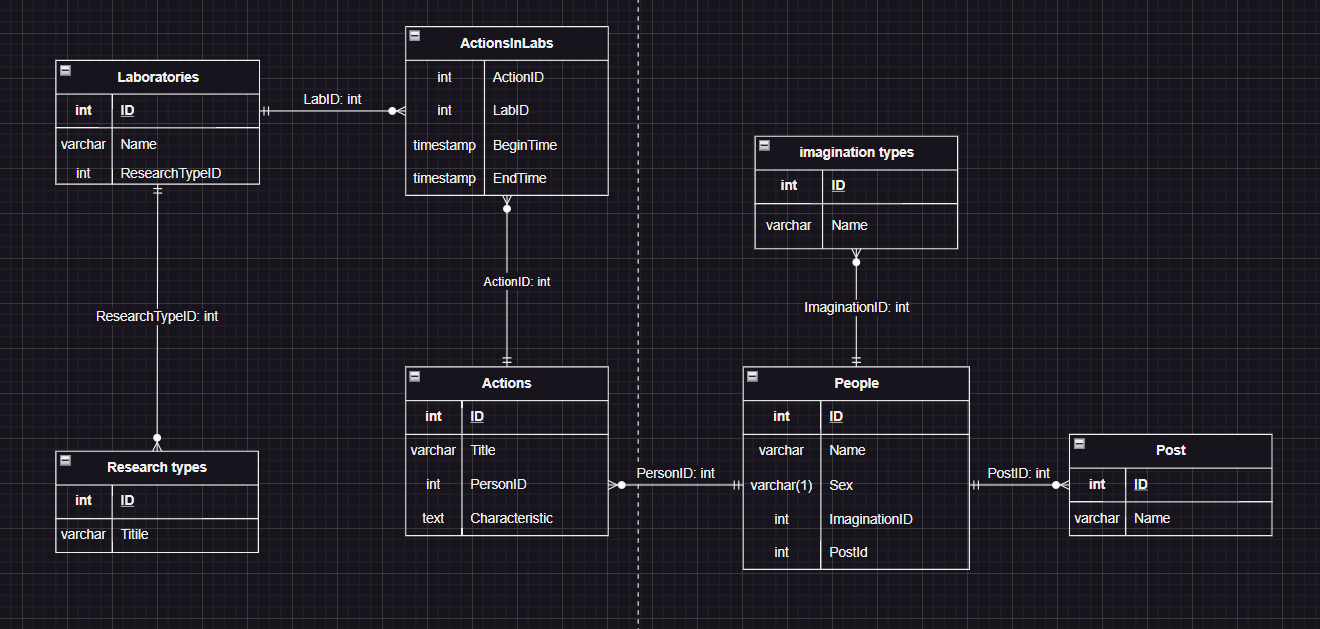 ActionsInLabs
int ActionID
int LabID
timestamp BeginTime
timestamp EndTime
Laboratories
int ID
varchar Name
int ResearchTypeID
LabID: int
imagination types
int ID
varchar Name
ActionID: int
ImaginationID: int
ResearchTypeID: int
Actions
int ID
varchar Title
int PersonID
text Characteristic
PersonID: int
People
int ID
varchar Name
varchar(1) Sex
int ImaginationID
int PostId
PostID: int
Post
int ID
varchar Name
Research types
int ID
varchar Titile